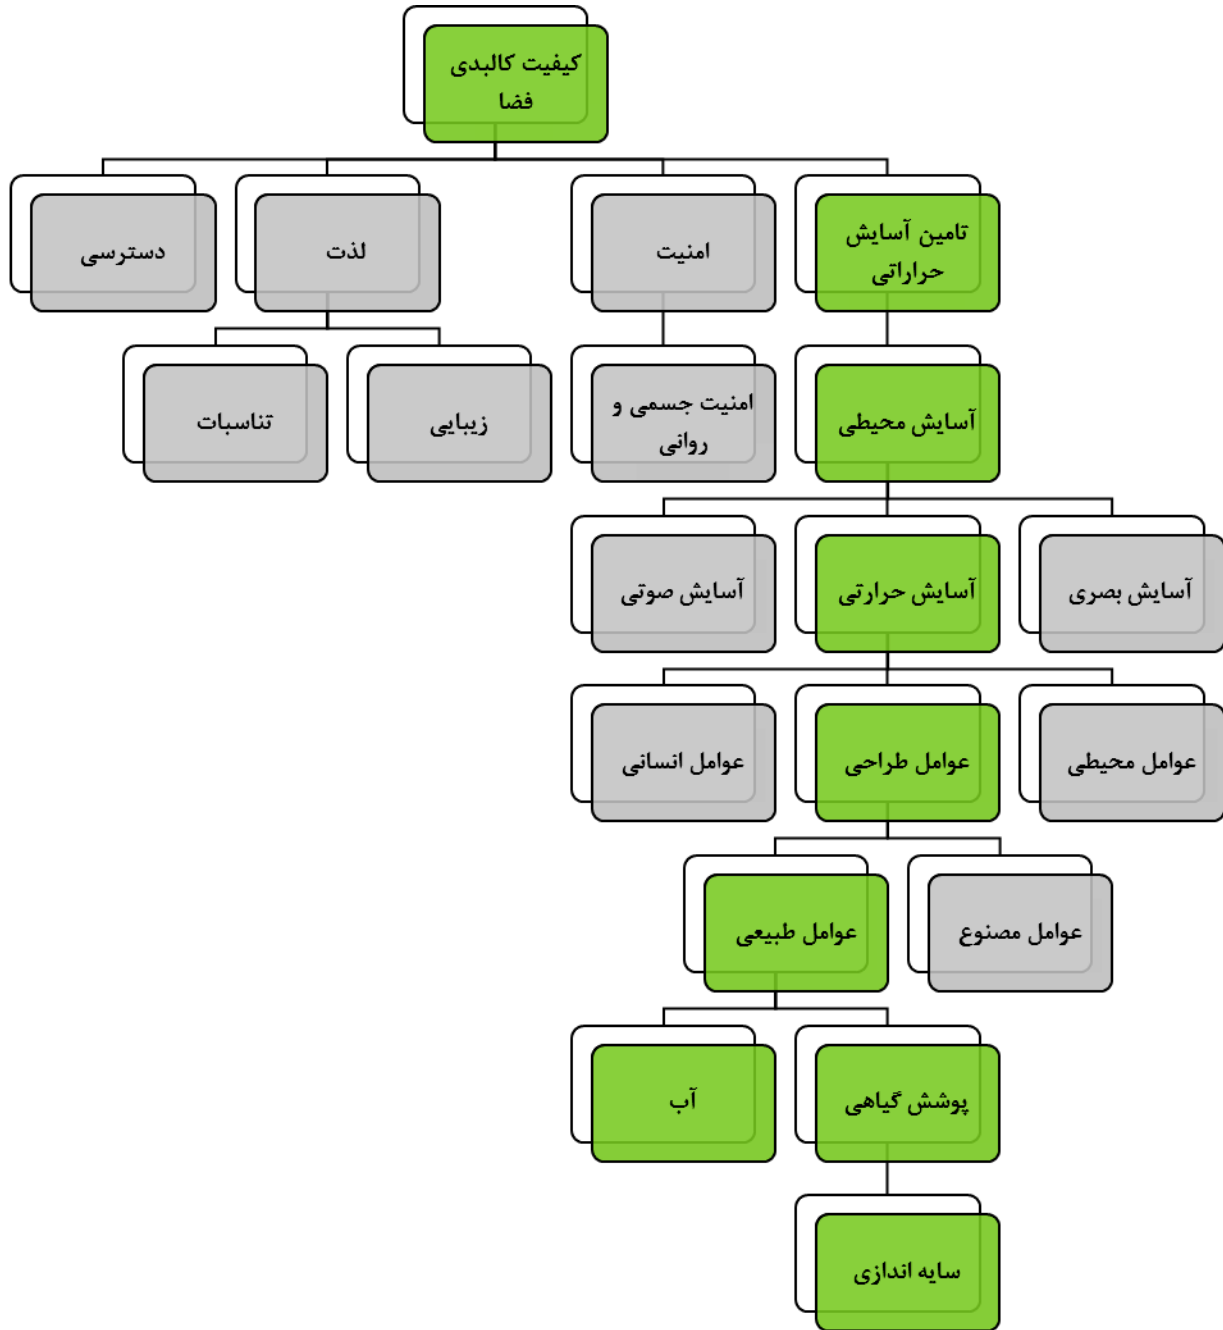 کیفیت کالبدی
فضا
تامین آسایش
حراراتی
امنیت
لذت
دسترسی
آسایش محیطی
امنیت جسمی و
روانی
زیبایی
تناسبات
آسایش بصری
آسایش حرارتی
آسایش صوتی
عوامل محیطی
عوامل طراحی
عوامل انسانی
عوامل مصنوع
عوامل طبیعی
پوشش گیاهی
آب
سایه اندازی